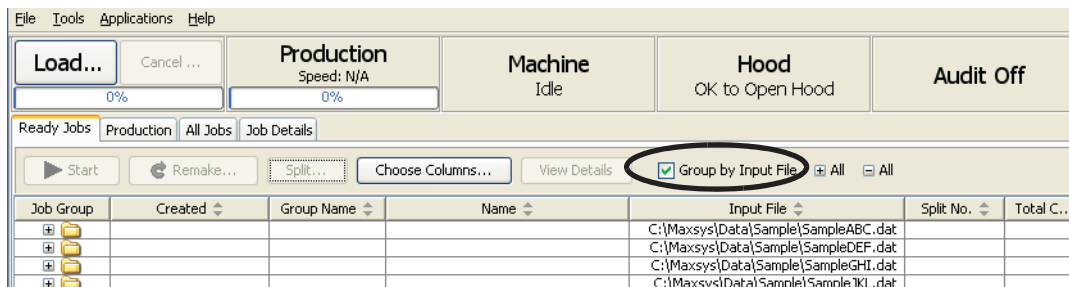 File Tools Applications Help
Load... Cancel ... Production Machine Hood Audit Off
Speed: N/A Idle OK to Open Hood
0% 0%
Ready Jobs Production All Jobs Job Details
Start Remake... Split... Choose Columns... View Details Group by Input File All All
Job Group Created Group Name Name Input File Split No. Total C...
C:\Maxsys\Data\Sample\SampleABC.dat
C:\Maxsys\Data\Sample\SampleDEF.dat
C:\Maxsys\Data\Sample\SampleGHI.dat
C:\Maxsys\Data\Sample\SampleJKL.dat